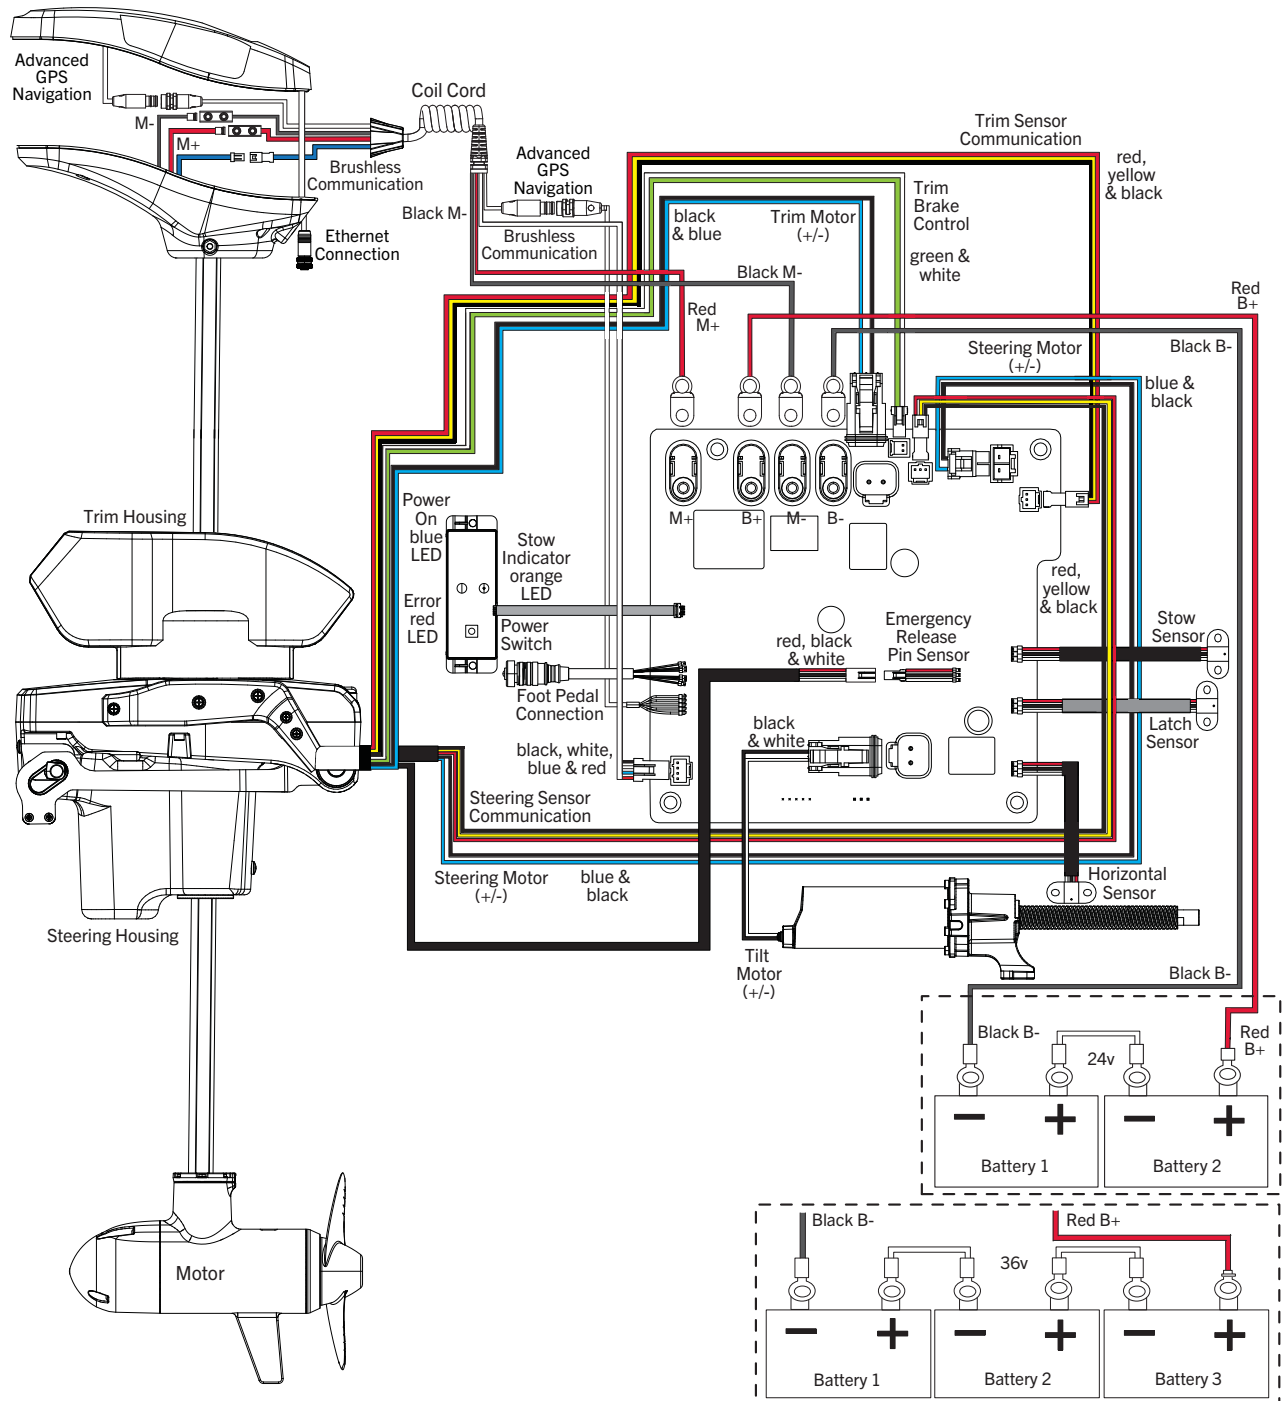 Advanced
GPS
Navigation
M-
M+
Coil Cord
Brushless
Communication
Ethernet
Connection
Black M-
Advanced
GPS
Navigation
Brushless
Communication
black
& blue
Trim Motor
(+/-)
Trim
Brake
Control
green &
white
Trim Sensor
Communication
red,
yellow
& black
Black M-
Red
M+
Red
B+
Black B-
Steering Motor
(+/-)
blue &
black
M+
B+
M-
B-
Trim Housing
Power
On
blue
LED
Stow
Indicator
orange
LED
Error
red
LED
Power
Switch
Foot Pedal
Connection
red, black
& white
Emergency
Release
Pin Sensor
red,
yellow
& black
Stow
Sensor
Latch
Sensor
black
& white
black, white,
blue & red
Steering Sensor
Communication
Steering Motor
(+/-)
blue &
black
Horizontal
Sensor
Steering Housing
Tilt
Motor
(+/-)
Black B-
Black B-
24v
Red
B+
− + − +
Battery 1
Battery 2
Motor
Black B-
Red B+
36v
− + − + − +
Battery 1
Battery 2
Battery 3